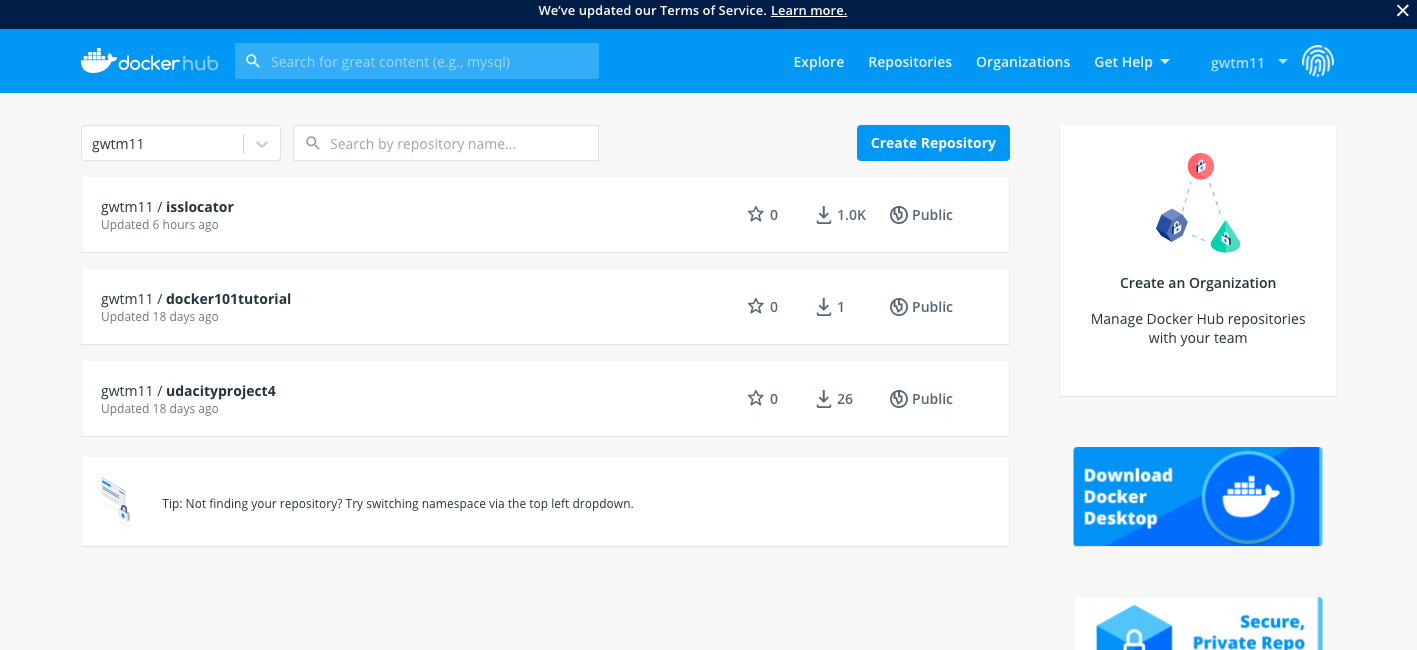 We've updated our Terms of Service. Learn more.
dockerhub
Search for great content (e.g., mysql)
Explore
Repositories
Organizations
Get Help
gwtm11
gwtm11
Search by repository name...
Create Repository
gwtm11 / isslocator
Updated 6 hours ago
0
1.0K
Public
gwtm11 / docker101tutorial
Updated 18 days ago
0
1
Public
gwtm11 / udacityproject4
Updated 18 days ago
0
26
Public
Tip: Not finding your repository? Try switching namespace via the top left dropdown.
Create an Organization
Manage Docker Hub repositories
with your team
Download
Docker
Desktop
Secure,
Private Repo